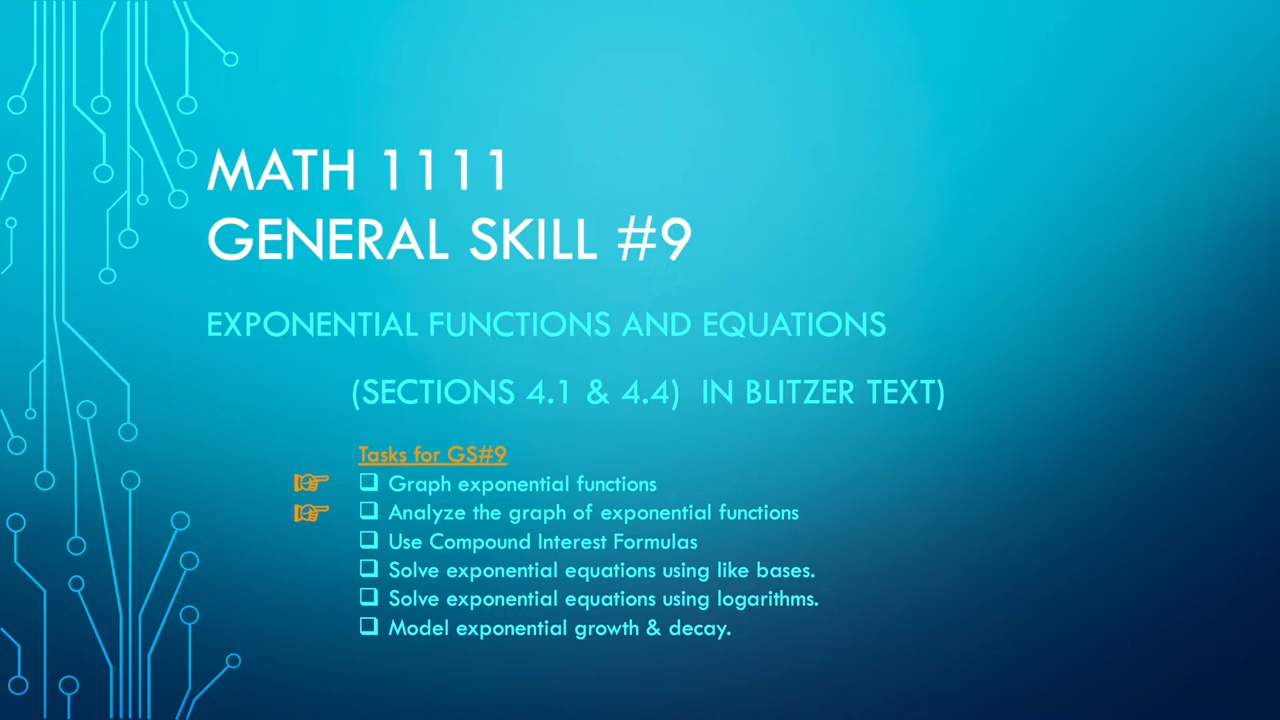 MATH 1111
GENERAL SKILL #9
EXPONENTIAL FUNCTIONS AND EQUATIONS
(SECTIONS 4.1 & 4.4) IN BLITZER TEXT)
Tasks for GS#9
Graph exponential functions
Analyze the graph of exponential functions
Use Compound Interest Formulas
Solve exponential equations using like bases.
Solve exponential equations using logarithms.
Model exponential growth & decay.